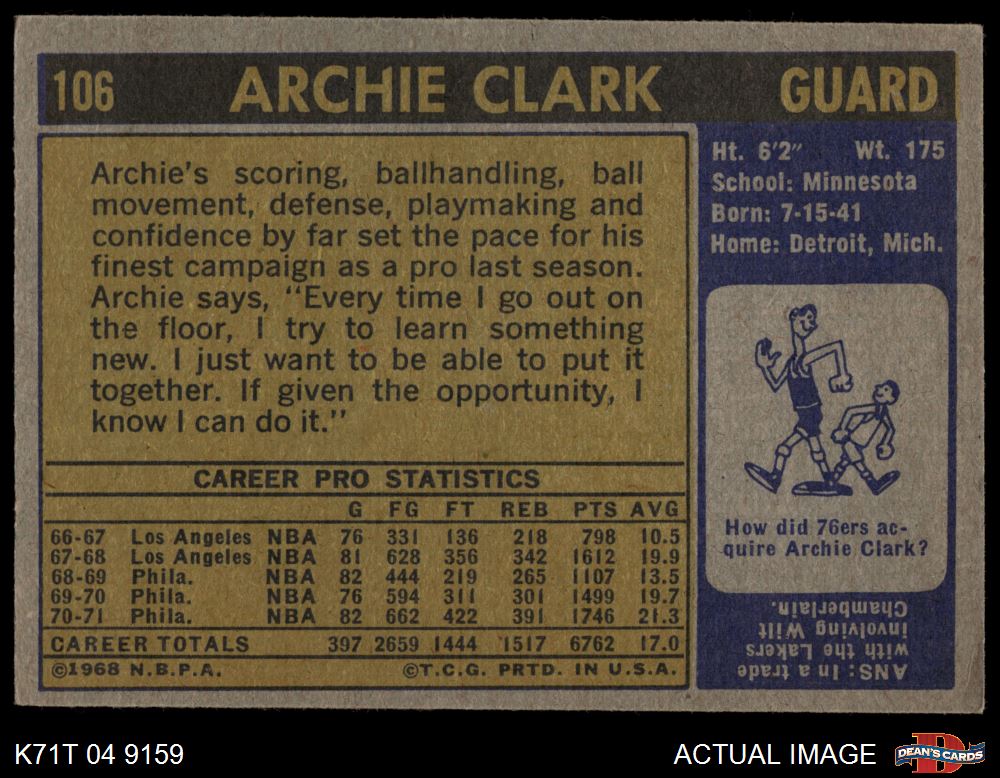 106 ARCHIE CLARK GUARD
Archie's scoring, ballhandling, ball
movement, defense, playmaking and
confidence by far set the pace for his
finest campaign as a pro last season.
Archie says, "Every time I go out on
the floor, I try to learn something
new. I just want to be able to put it
together. If given the opportunity, I
know I can do it."
CAREER PRO STATISTICS
G FG FT REB PTS AVG
66-67 Los Angeles NBA 76 331 136 218 798 10.5
67-68 Los Angeles NBA 81 628 356 342 1612 19.9
68-69 Phila. NBA 82 444 219 265 1107 13.5
69-70 Phila. NBA 76 594 311 301 1499 19.7
70-71 Phila. NBA 82 662 422 391 1746 21.3
CAREER TOTALS 397 2659 1444 1517 6762 17.0
©1968 N.B.P.A. ©T.C.G. PRTD. IN U.S.A.
Ht. 6'2" Wt. 175
School: Minnesota
Born: 7-15-41
Home: Detroit, Mich.
How did 76ers ac-
quire Archie Clark?
ANS: In a trade
with the Lakers
involving Wilt
Chamberlain.
K71T 04 9159 ACTUAL IMAGE DEAN'S CARDS